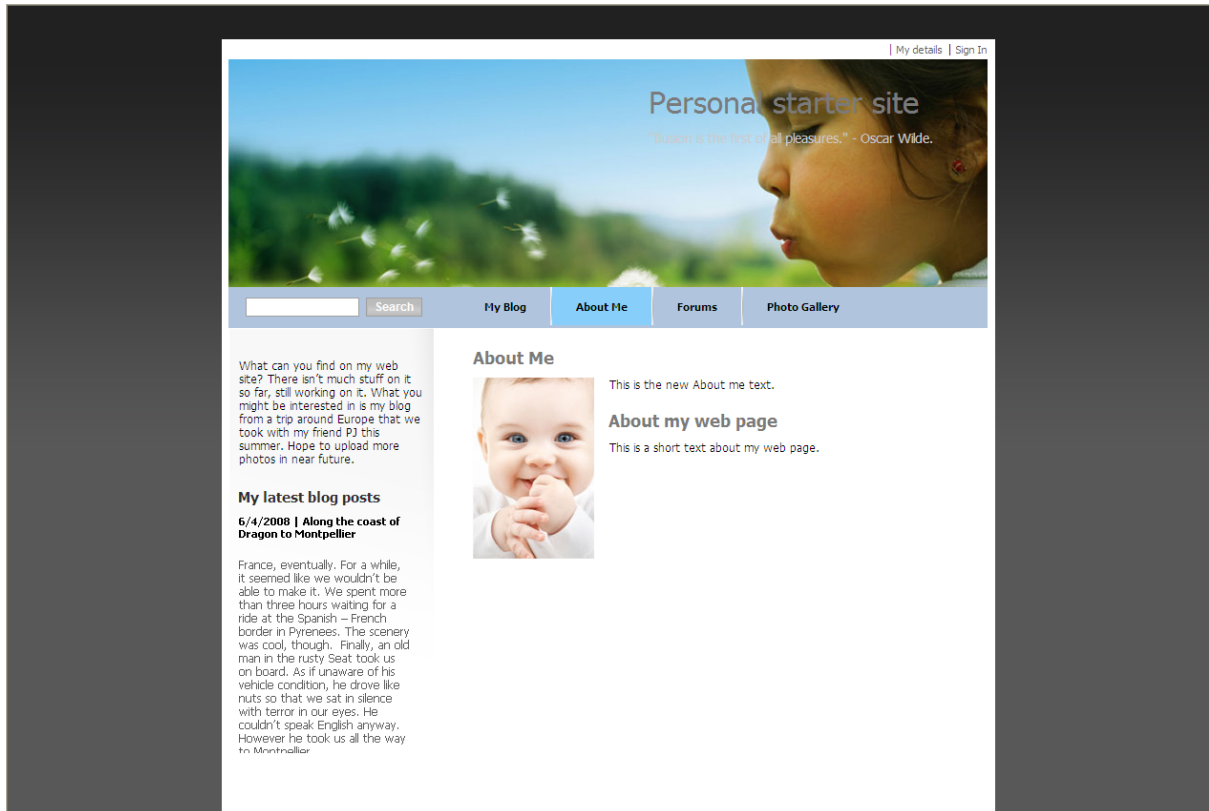 My details | Sign In
Personal starter site
"Illusion is the first of all pleasures." - Oscar Wilde.
Search
My Blog
About Me
Forums
Photo Gallery
What can you find on my web
site? There isn't much stuff on it
so far, still working on it. What you
might be interested in is my blog
from a trip around Europe that we
took with my friend PJ this
summer. Hope to upload more
photos in near future.
My latest blog posts
6/4/2008 | Along the coast of
Dragon to Montpellier
France, eventually. For a while,
it seemed like we wouldn't be
able to make it. We spent more
than three hours waiting for a
ride at the Spanish – French
border in Pyrenees. The scenery
was cool, though. Finally, an old
man in the rusty Seat took us
on board. As if unaware of his
vehicle condition, he drove like
nuts so that we sat in silence
with terror in our eyes. He
couldn't speak English anyway.
However he took us all the way
to Montpellier
About Me
This is the new About me text.
About my web page
This is a short text about my web page.